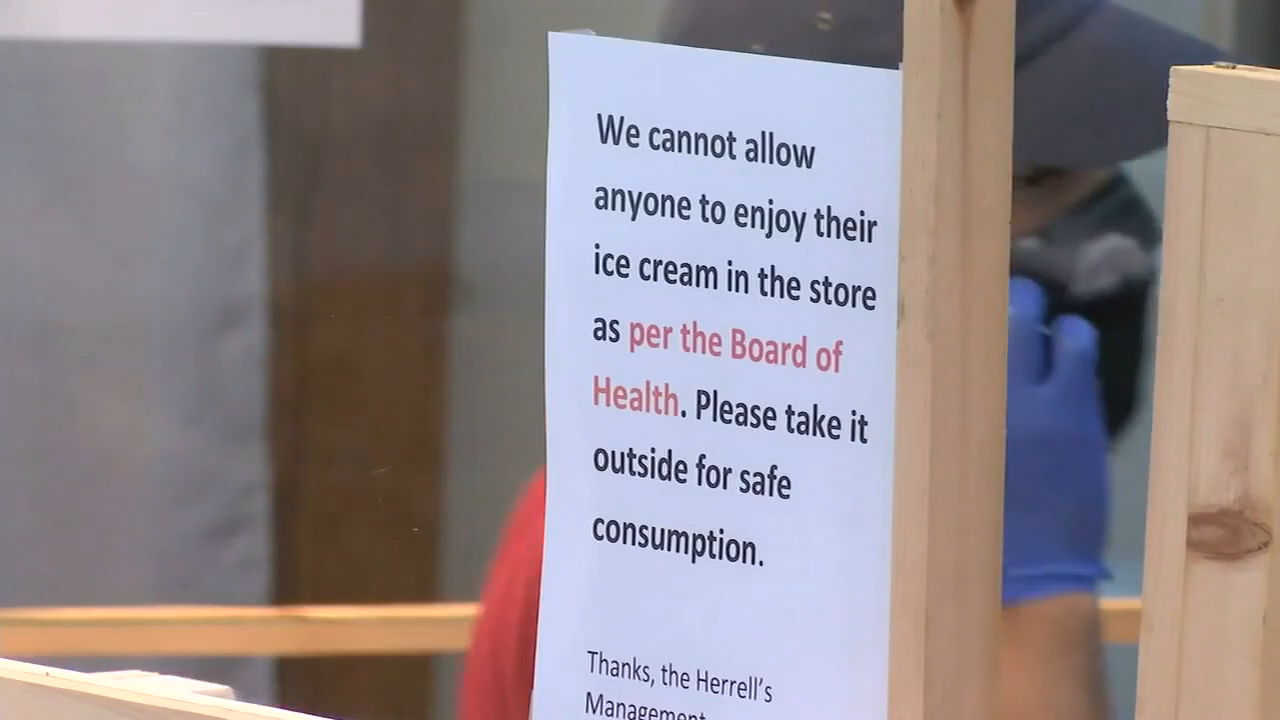 We cannot allow
anyone to enjoy their
ice cream in the store
as per the Board of
Health. Please take it
outside for safe
consumption.
Thanks, the Herrell's
Management